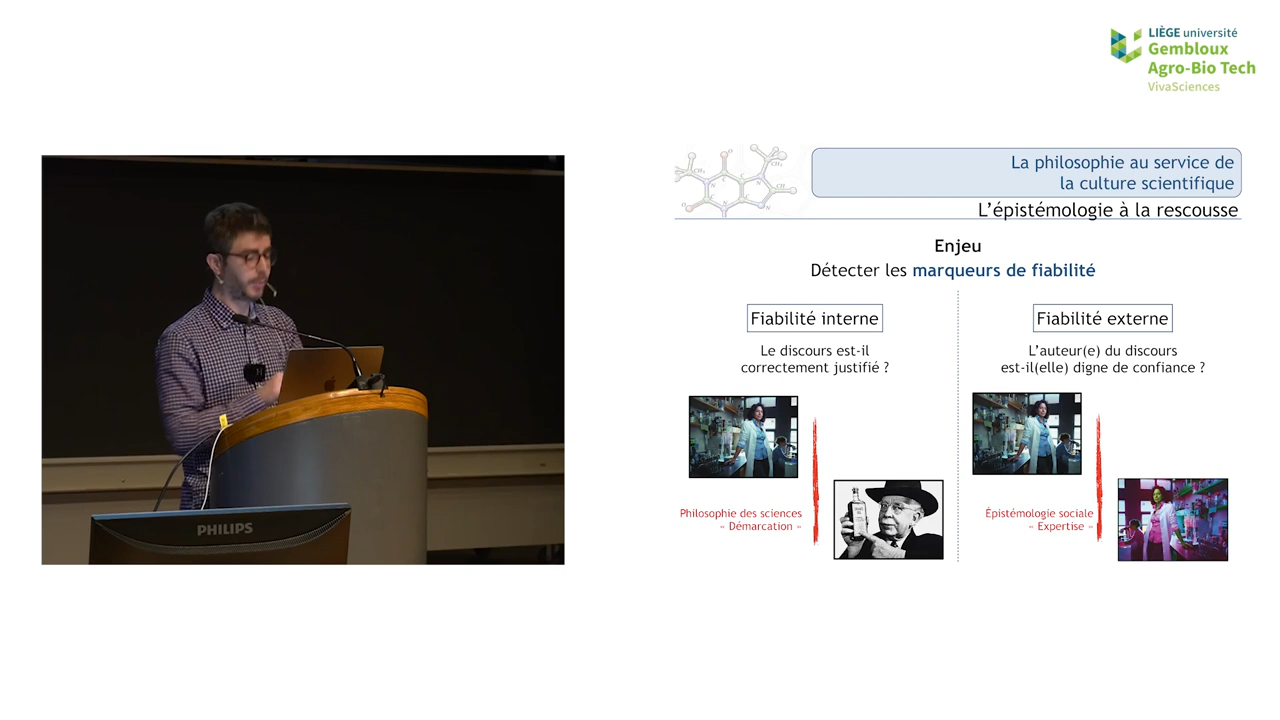 LIÈGE université
Gembloux
Agro-Bio Tech
VivaSciences
La philosophie au service de
la culture scientifique
L'épistémologie à la rescousse
Enjeu
Détecter les marqueurs de fiabilité
Fiabilité interne
Le discours est-il
correctement justifié ?
Philosophie des sciences
« Démarcation »
Fiabilité externe
L'auteur(e) du discours
est-il(elle) digne de confiance ?
Épistémologie sociale
« Expertise »
PHILIPS